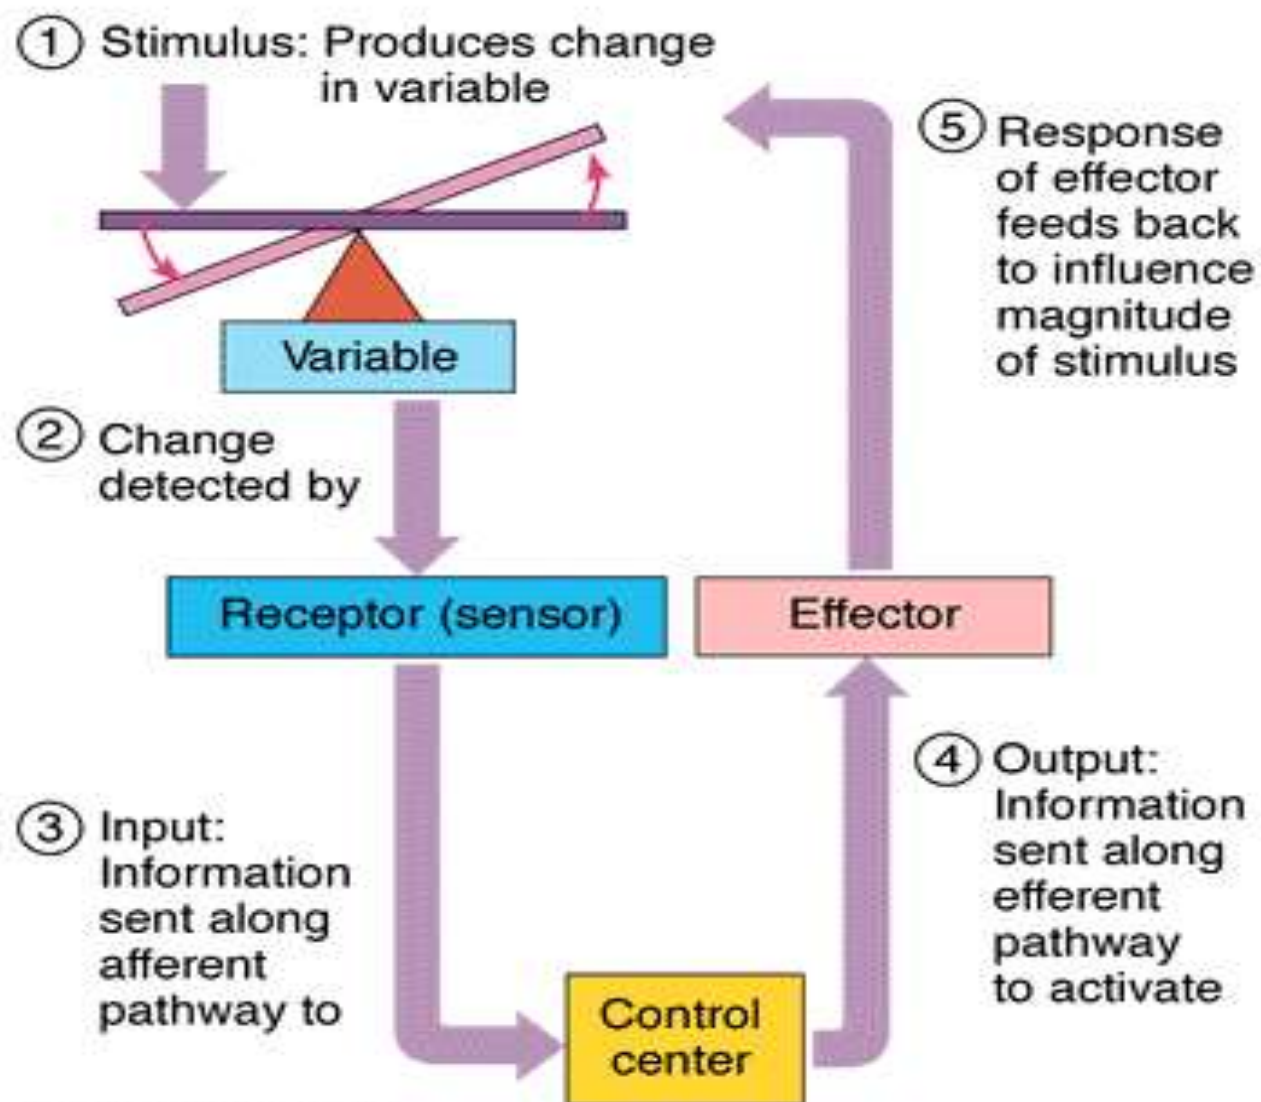 1 Stimulus: Produces change
in variable
Variable
2 Change
detected by
Receptor (sensor)
3 Input:
Information
sent along
afferent
pathway to
Control
center
4 Output:
Information
sent along
efferent
pathway
to activate
Effector
5 Response
of effector
feeds back
to influence
magnitude
of stimulus